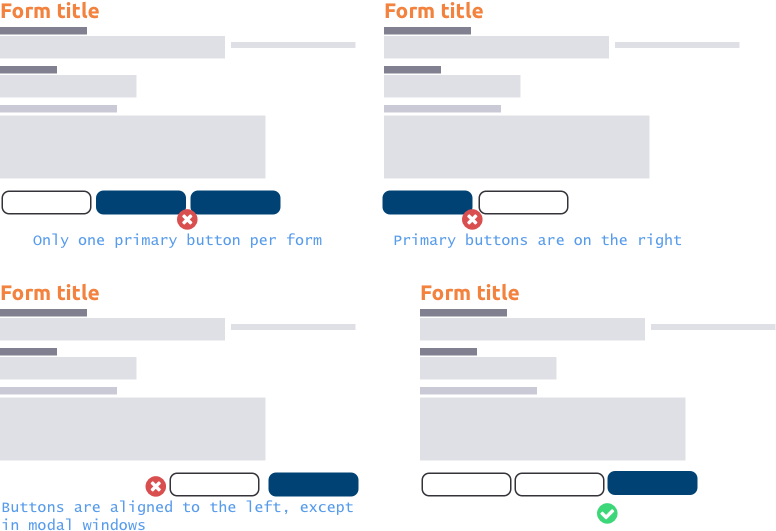 Form title
Form title
Only one primary button per form
Primary buttons are on the right
Form title
Form title
Buttons are aligned to the left, except
in modal windows